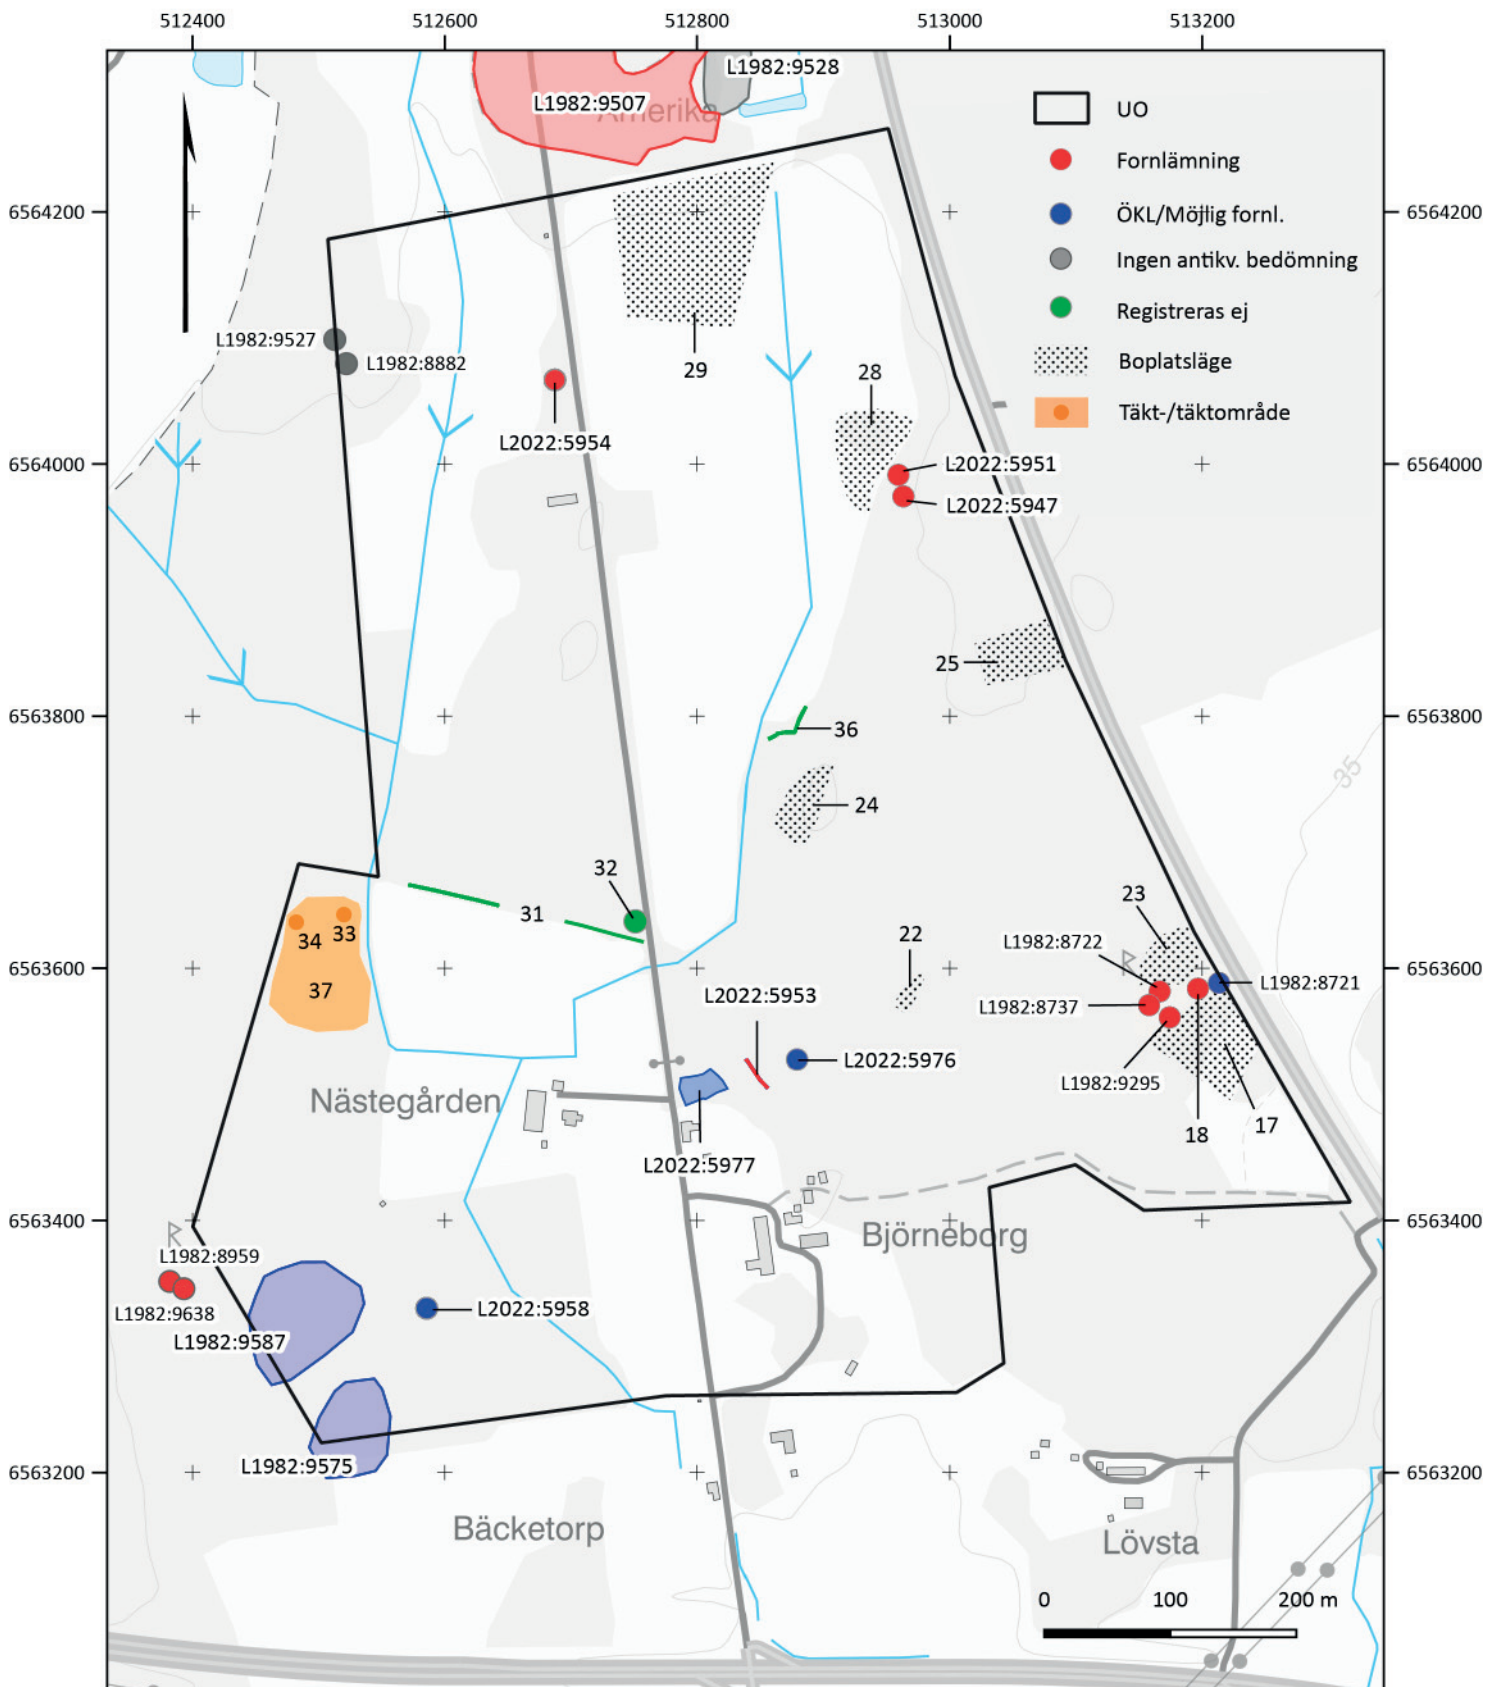 512400
512600
512800
513000
513200
L1982:9528
L1982:9507
Amerika
UO
Fornlämning
ÖKL/Möjlig fornl.
Ingen antikv. bedömning
Registreras ej
Boplatsläge
Täkt-/täktområde
6564200
6564200
L1982:9527
L1982:8882
29
28
L2022:5954
6564000
L2022:5951
6564000
L2022:5947
25
6563800
36
6563800
35
24
32
31
34
33
37
23
22
L1982:8722
R
6563600
6563600
L2022:5953
L1982:8721
L1982:8737
L2022:5976
L1982:9295
Nästegården
18
17
L2022:5977
6563400
R
Björneborg
6563400
L1982:8959
L1982:9638
L2022:5958
L1982:9587
L1982:9575
6563200
6563200
Bäcketorp
Lövsta
0
100
200 m